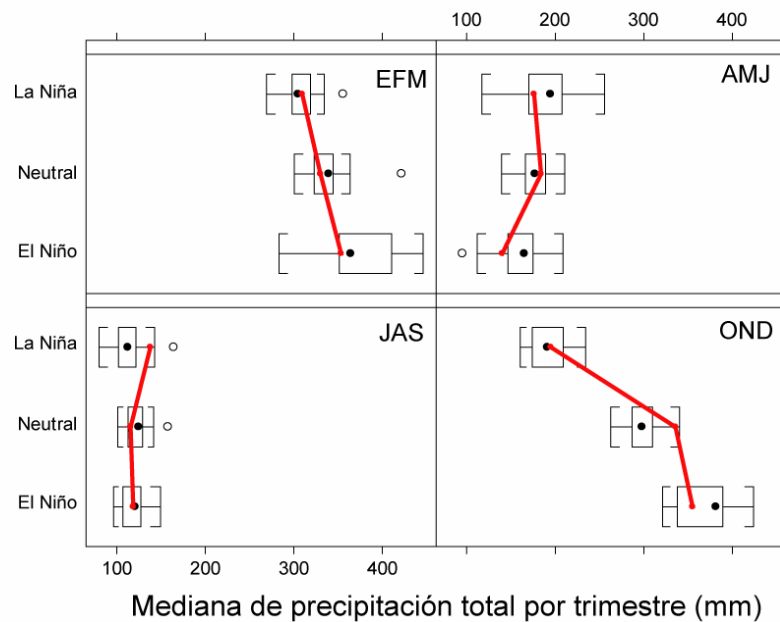 100 200 300 400
EFM AMJ
La Niña
Neutral
El Niño
JAS OND
La Niña
Neutral
El Niño
100 200 300 400
Mediana de precipitación total por trimestre (mm)